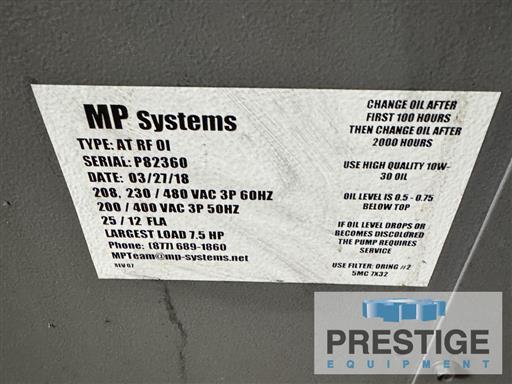 MP Systems
TYPE: AT RF OI
SERIAL: P82360
DATE: 03/27/18
208, 230 / 480 VAC 3P 60HZ
200 / 400 VAC 3P 50HZ
25 / 12 FLA
LARGEST LOAD 7.5 HP
Phone: (877) 689-1860
MPTeam@mp-systems.net
REV 07
CHANGE OIL AFTER
FIRST 100 HOURS
THEN CHANGE OIL AFTER
2000 HOURS
USE HIGH QUALITY 10W-
30 OIL
OIL LEVEL IS 0.5 - 0.75
BELOW TOP
IF OIL LEVEL DROPS OR
BECOMES DISCOLORED
THE PUMP REQUIRES
SERVICE
USE FILTER: ORING #2
5MC 7X32
PRESTIGE
EQUIPMENT